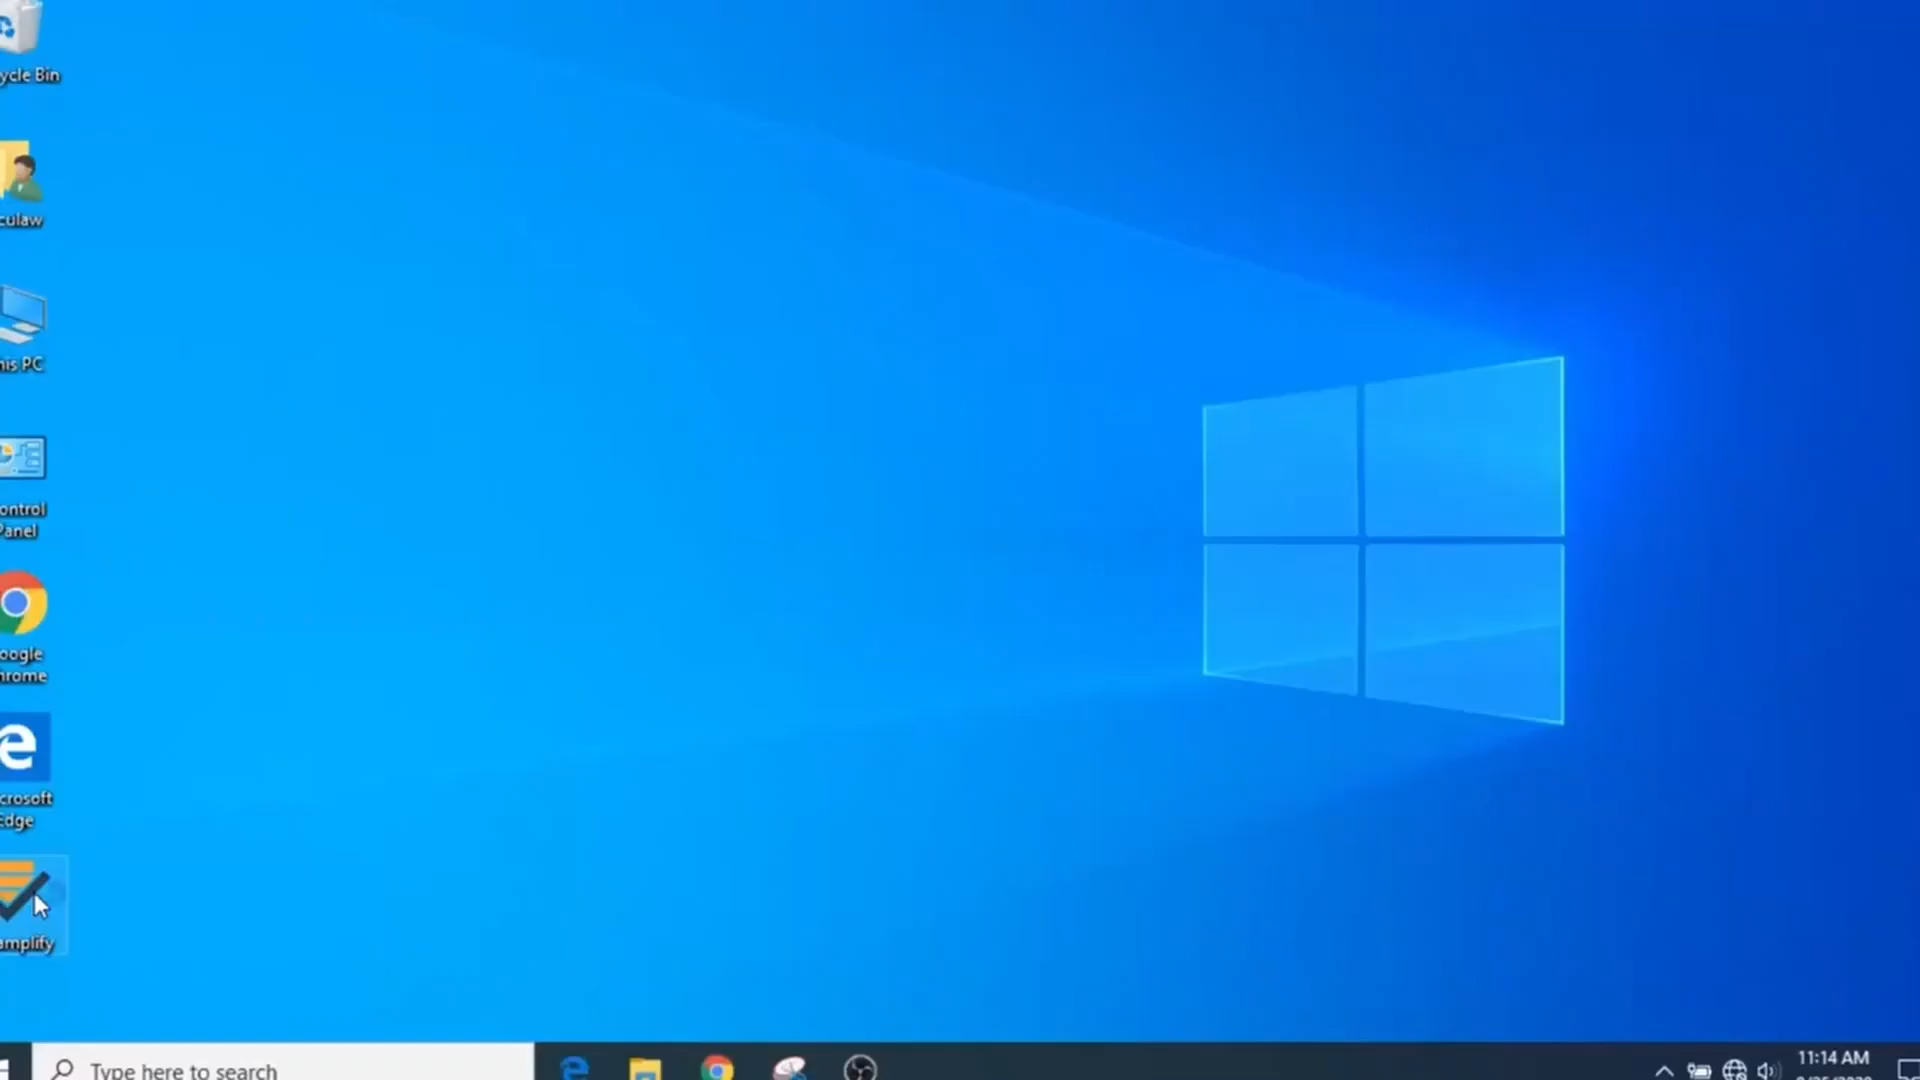 ycle Bin
culaw
his PC
ontrol
Panel
oogle
hrome
crosoft
Edge
amplify
Type here to search
11:14 AM